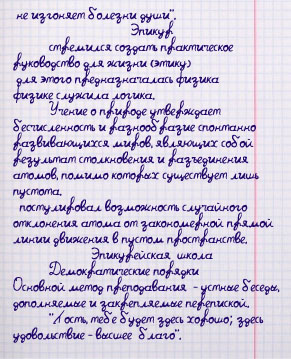 не изгоняет болезни души".
Эпикур
стремился создать практическое
руководство для жизни (этику)
для этого предназначалась физика
физике служила логика.
Учение о природе утверждает
бесчисленность и разнообразие спонтанно
развивающихся миров, являющих собой
результат столкновения и разъединения
атомов, помимо которых существует лишь
пустота.
постулировал возможность случайного
отклонения атома от закономерной прямой
линии движения в пустом пространстве.
Эпикурейская школа
Демократические порядки
Основной метод преподавания - устные беседы,
дополняемые и закрепляемые перепиской.
"Гость, тебе будет здесь хорошо; здесь
удовольствие - высшее благо".